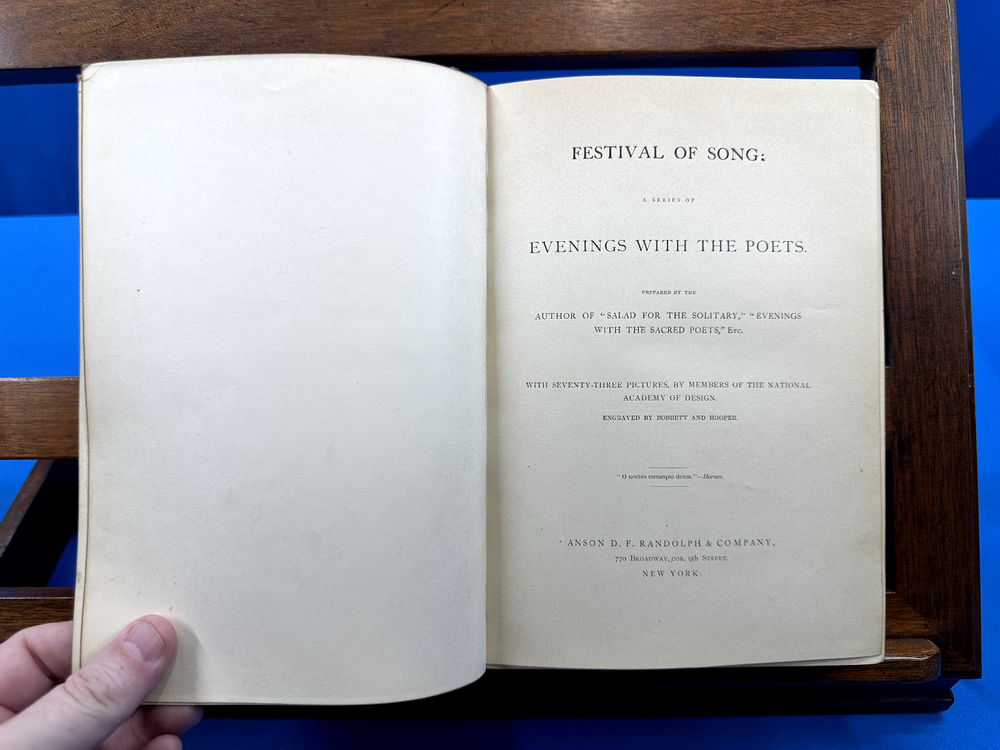 FESTIVAL OF SONG:
A SERIES OF
EVENINGS WITH THE POETS.
PREPARED BY THE
AUTHOR OF "SALAD FOR THE SOLITARY," "EVENINGS
WITH THE SACRED POETS," ETC.
WITH SEVENTY-THREE PICTURES, BY MEMBERS OF THE NATIONAL
ACADEMY OF DESIGN.
ENGRAVED BY BOBBETT AND HOOPER.
"O noctes cœnæque deum."—Horace.
ANSON D. F. RANDOLPH & COMPANY,
770 BROADWAY, COR. 9th STREET.
NEW YORK.